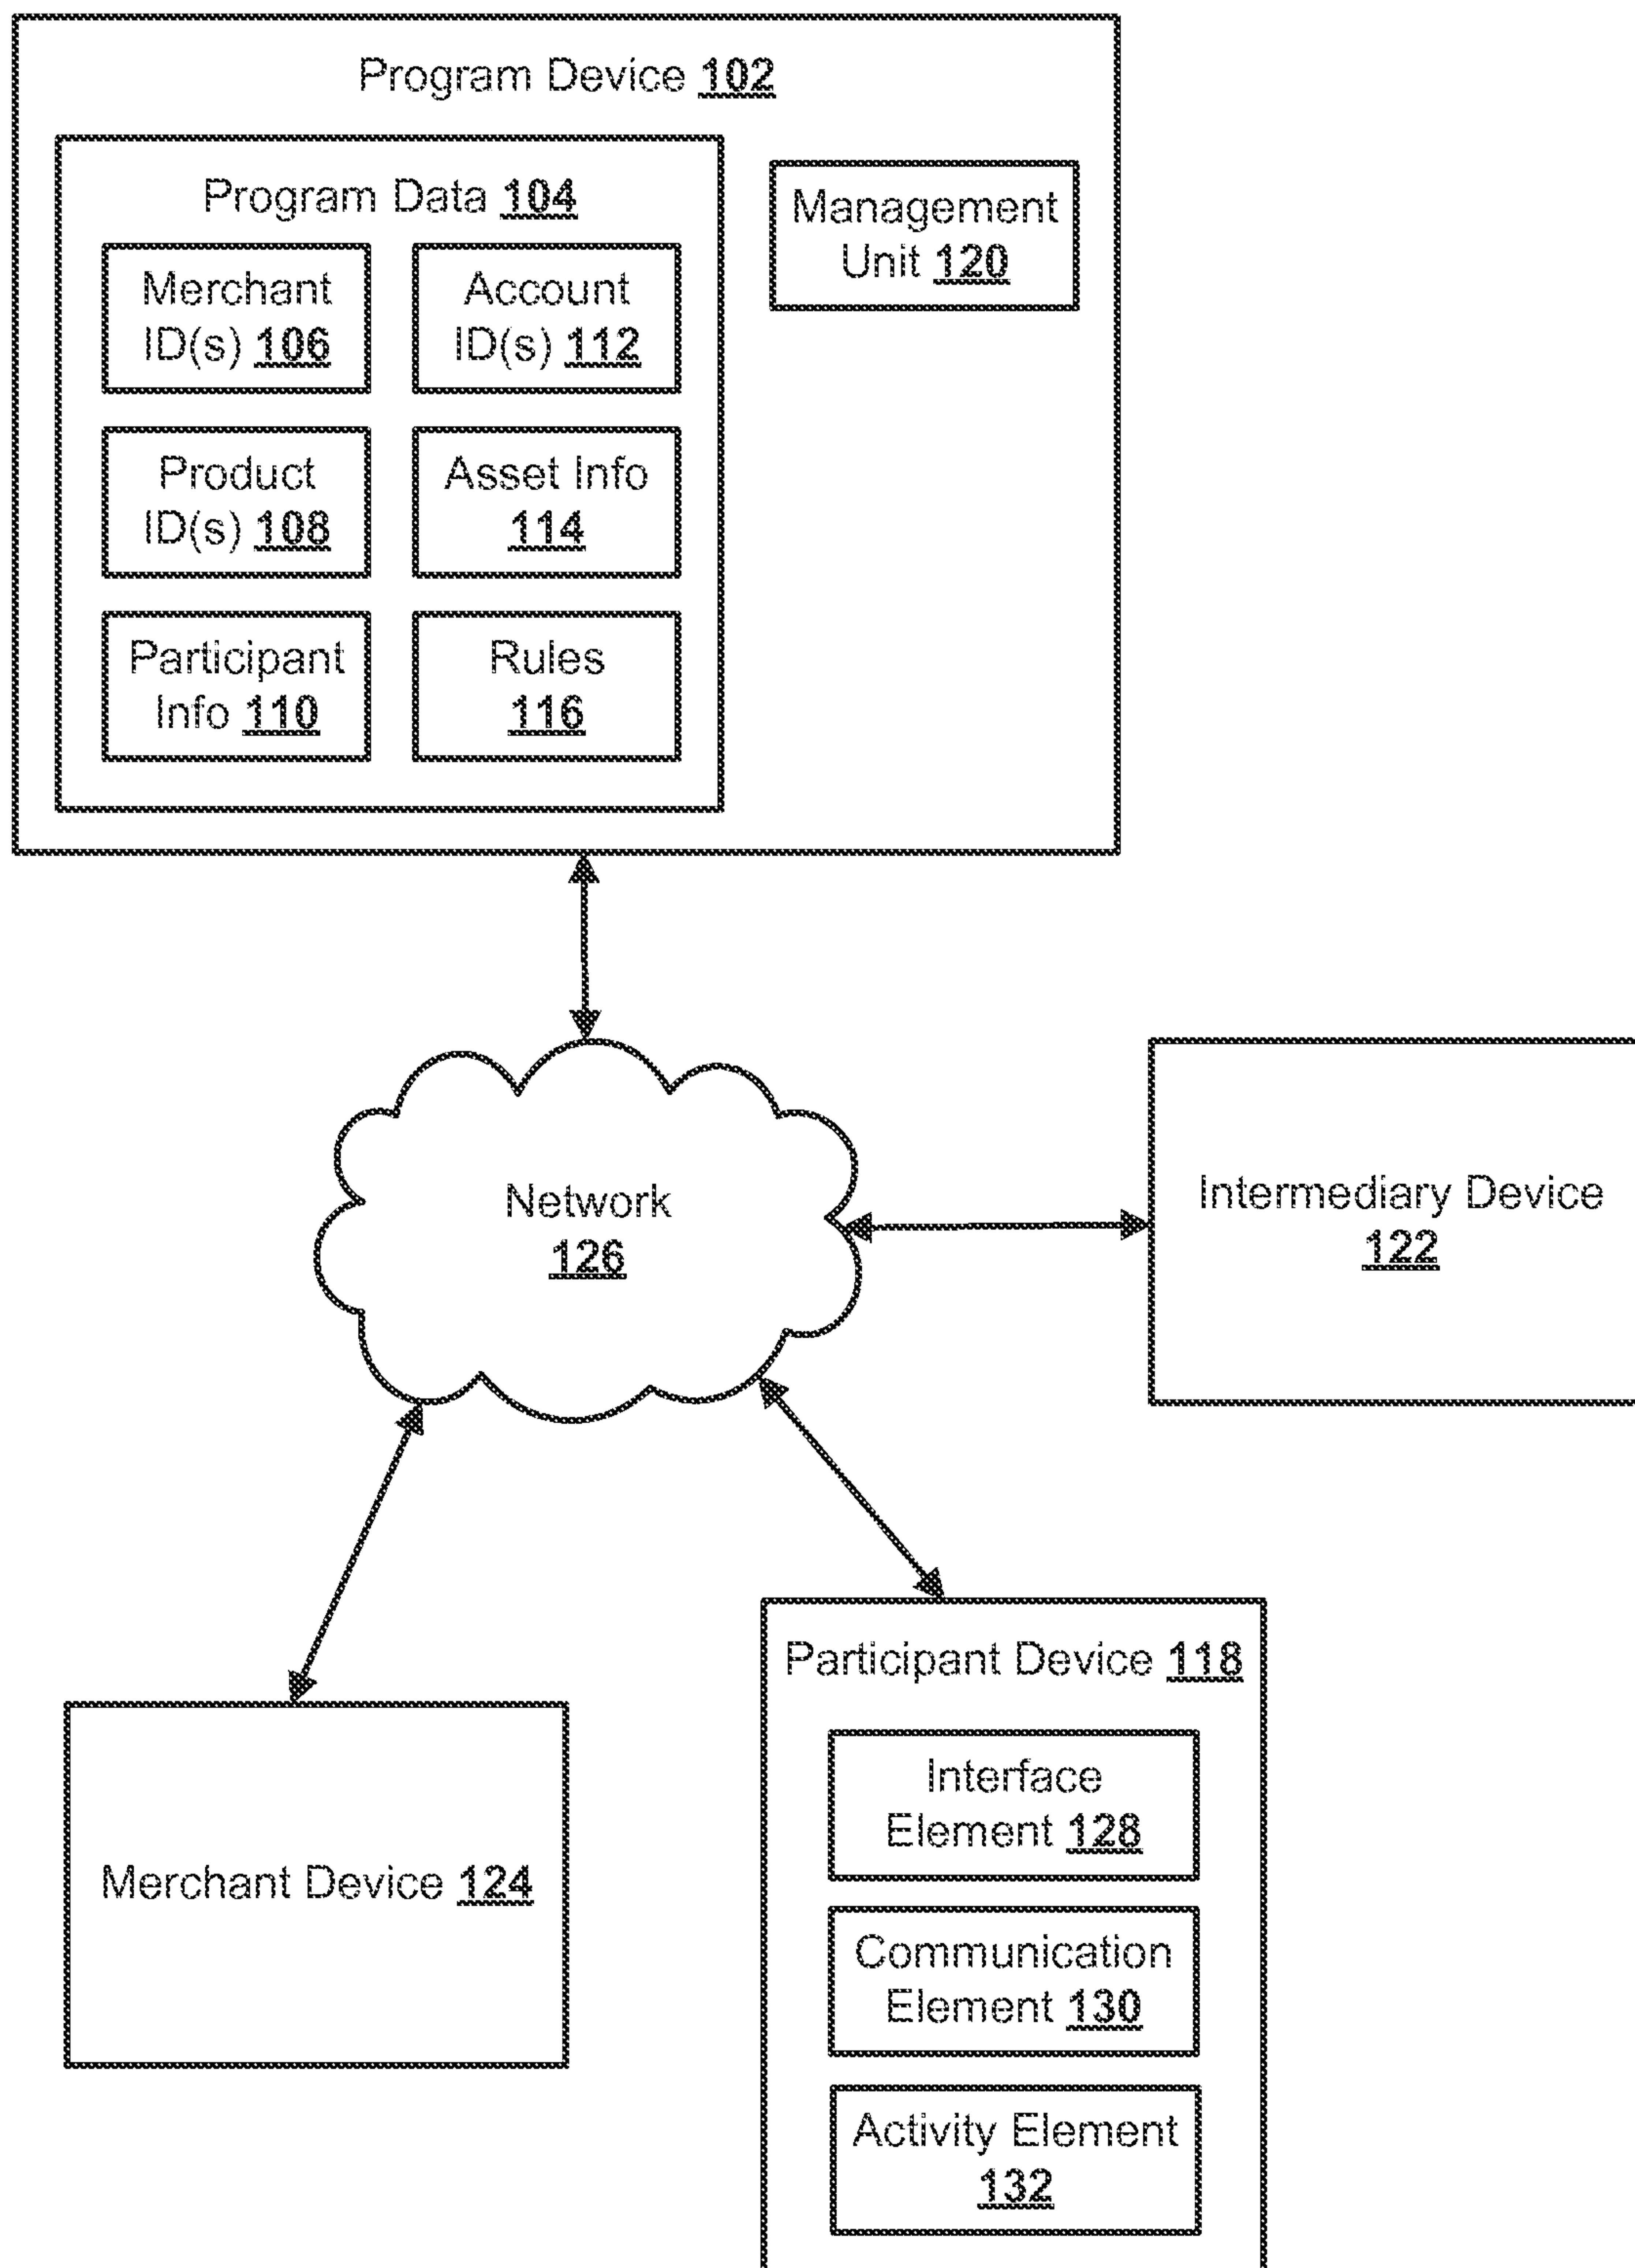 Program Device 102
Program Data 104
Management
Unit 120
Merchant
ID(s) 106
Account
ID(s) 112
Product
ID(s) 108
Asset Info
114
Participant
Info 110
Rules
116
Network
126
Intermediary Device
122
Participant Device 118
Interface
Element 128
Merchant Device 124
Communication
Element 130
Activity Element
132